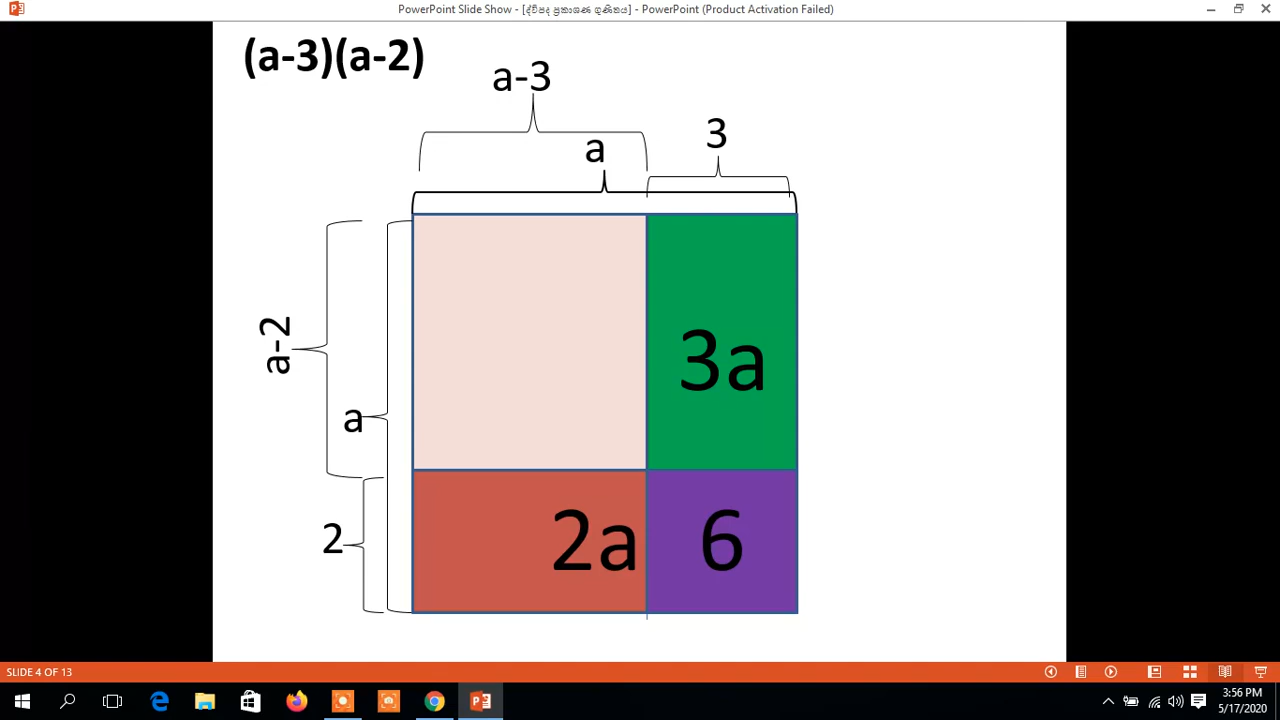 PowerPoint Slide Show - [ද්විපද ප්‍රකාශණ ගුණිතය] - PowerPoint (Product Activation Failed)
(a-3)(a-2)
a-3
3
a
a-2
3a
a
2
2a
6
SLIDE 4 OF 13
3:56 PM
5/17/2020